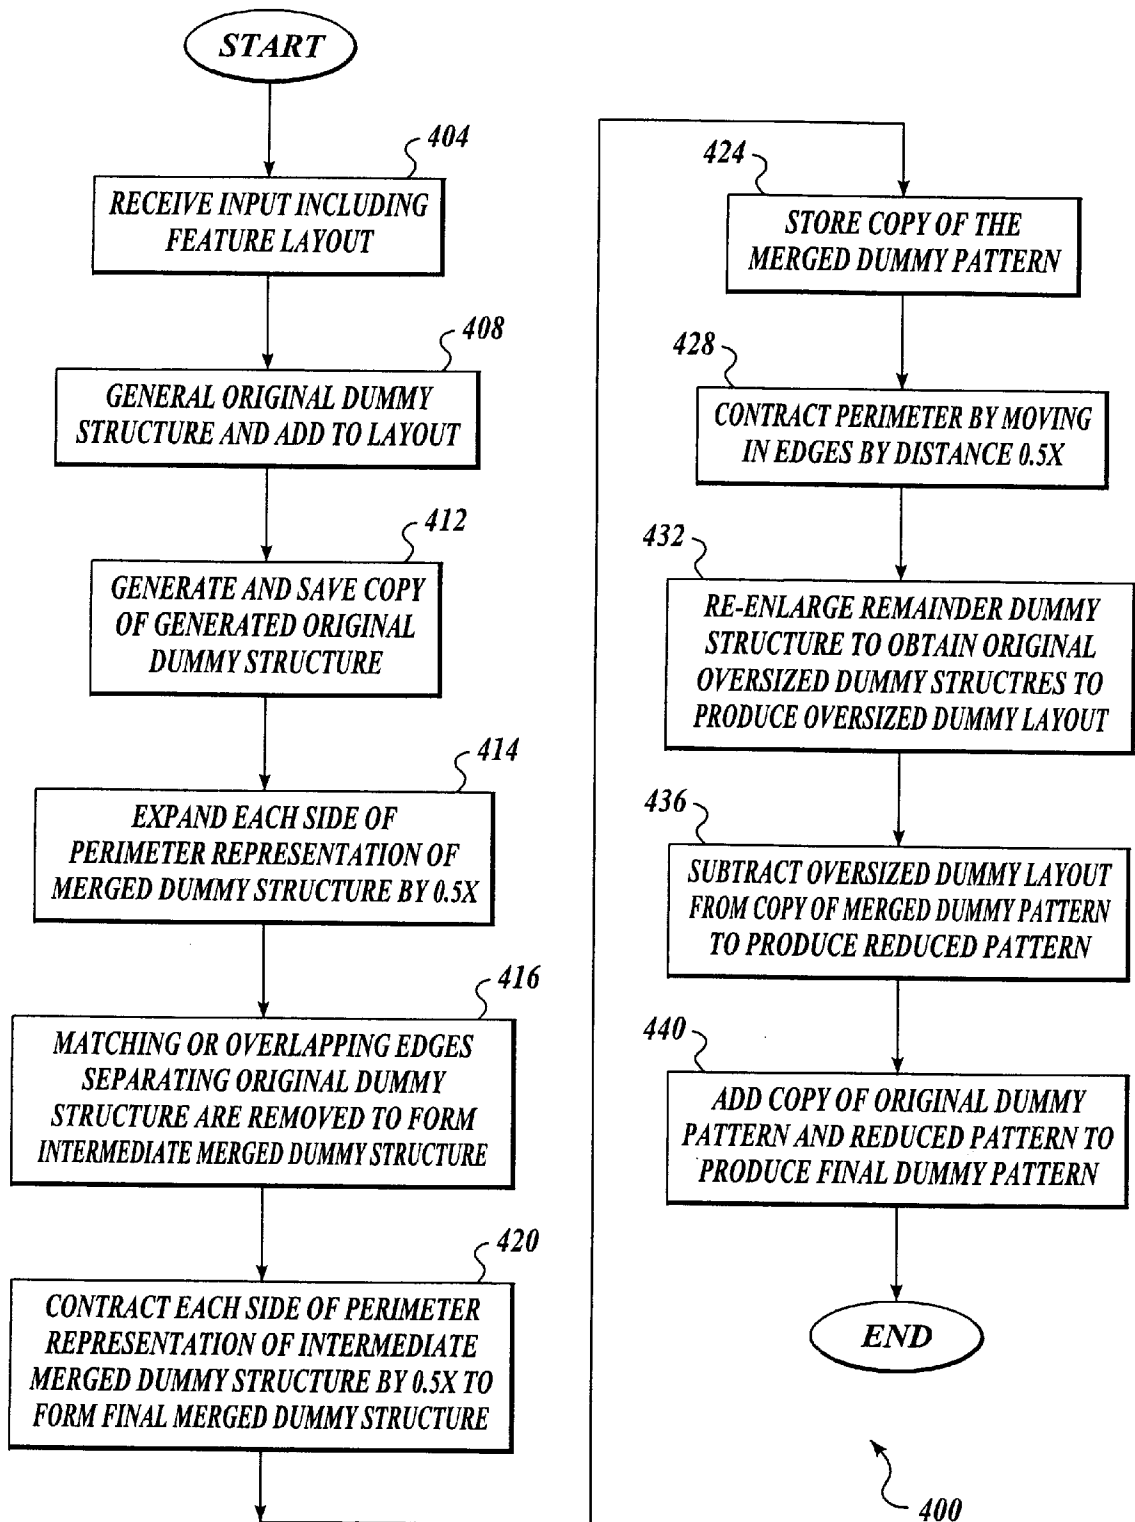 START
404
RECEIVE INPUT INCLUDING
FEATURE LAYOUT
408
GENERAL ORIGINAL DUMMY
STRUCTURE AND ADD TO LAYOUT
412
GENERATE AND SAVE COPY
OF GENERATED ORIGINAL
DUMMY STRUCTURE
414
EXPAND EACH SIDE OF
PERIMETER REPRESENTATION OF
MERGED DUMMY STRUCTURE BY 0.5X
416
MATCHING OR OVERLAPPING EDGES
SEPARATING ORIGINAL DUMMY
STRUCTURE ARE REMOVED TO FORM
INTERMEDIATE MERGED DUMMY STRUCTURE
420
CONTRACT EACH SIDE OF PERIMETER
REPRESENTATION OF INTERMEDIATE
MERGED DUMMY STRUCTURE BY 0.5X TO
FORM FINAL MERGED DUMMY STRUCTURE
424
STORE COPY OF THE
MERGED DUMMY PATTERN
428
CONTRACT PERIMETER BY MOVING
IN EDGES BY DISTANCE 0.5X
432
RE-ENLARGE REMAINDER DUMMY
STRUCTURE TO OBTAIN ORIGINAL
OVERSIZED DUMMY STRUCTRES TO
PRODUCE OVERSIZED DUMMY LAYOUT
436
SUBTRACT OVERSIZED DUMMY LAYOUT
FROM COPY OF MERGED DUMMY PATTERN
TO PRODUCE REDUCED PATTERN
440
ADD COPY OF ORIGINAL DUMMY
PATTERN AND REDUCED PATTERN TO
PRODUCE FINAL DUMMY PATTERN
END
400